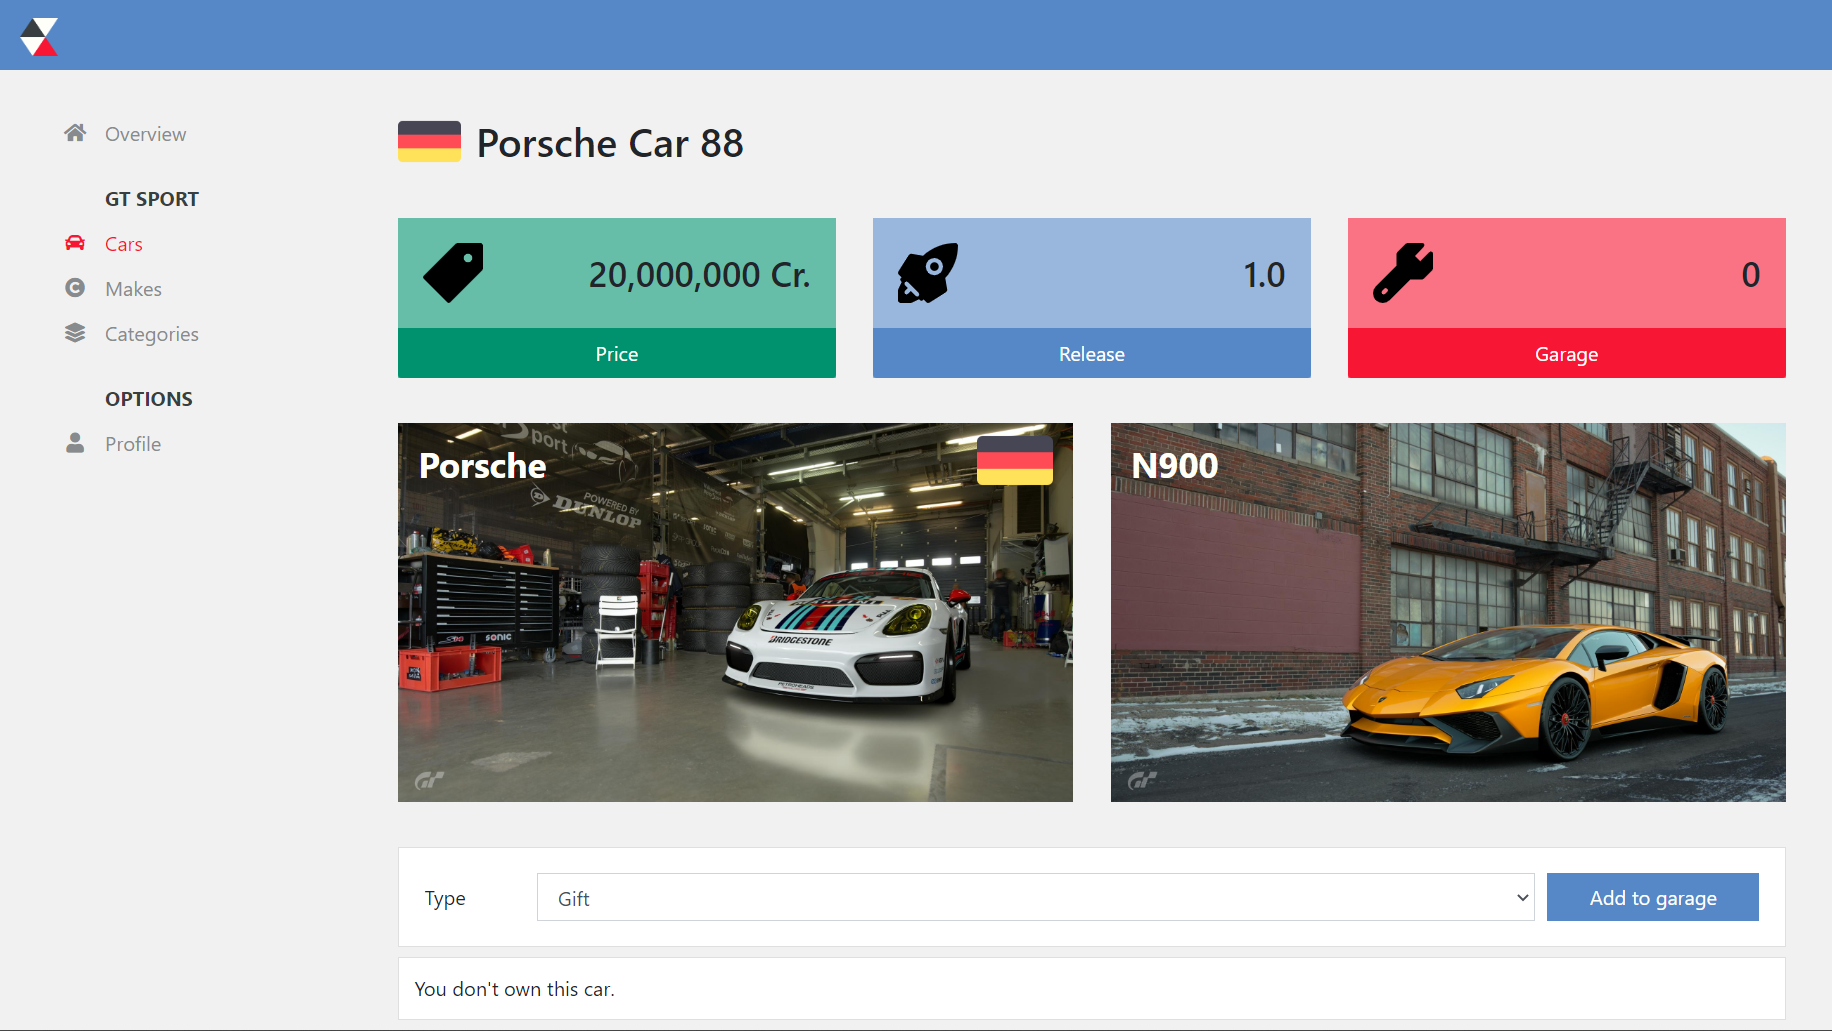 Overview
GT SPORT
Cars
Makes
Categories
OPTIONS
Profile
Porsche Car 88
20,000,000 Cr.
Price
1.0
Release
0
Garage
Porsche
POWERED BY
DUNLOP
SONIC
MARTINI
BRIDGESTONE
N900
Type
Gift
Add to garage
You don't own this car.